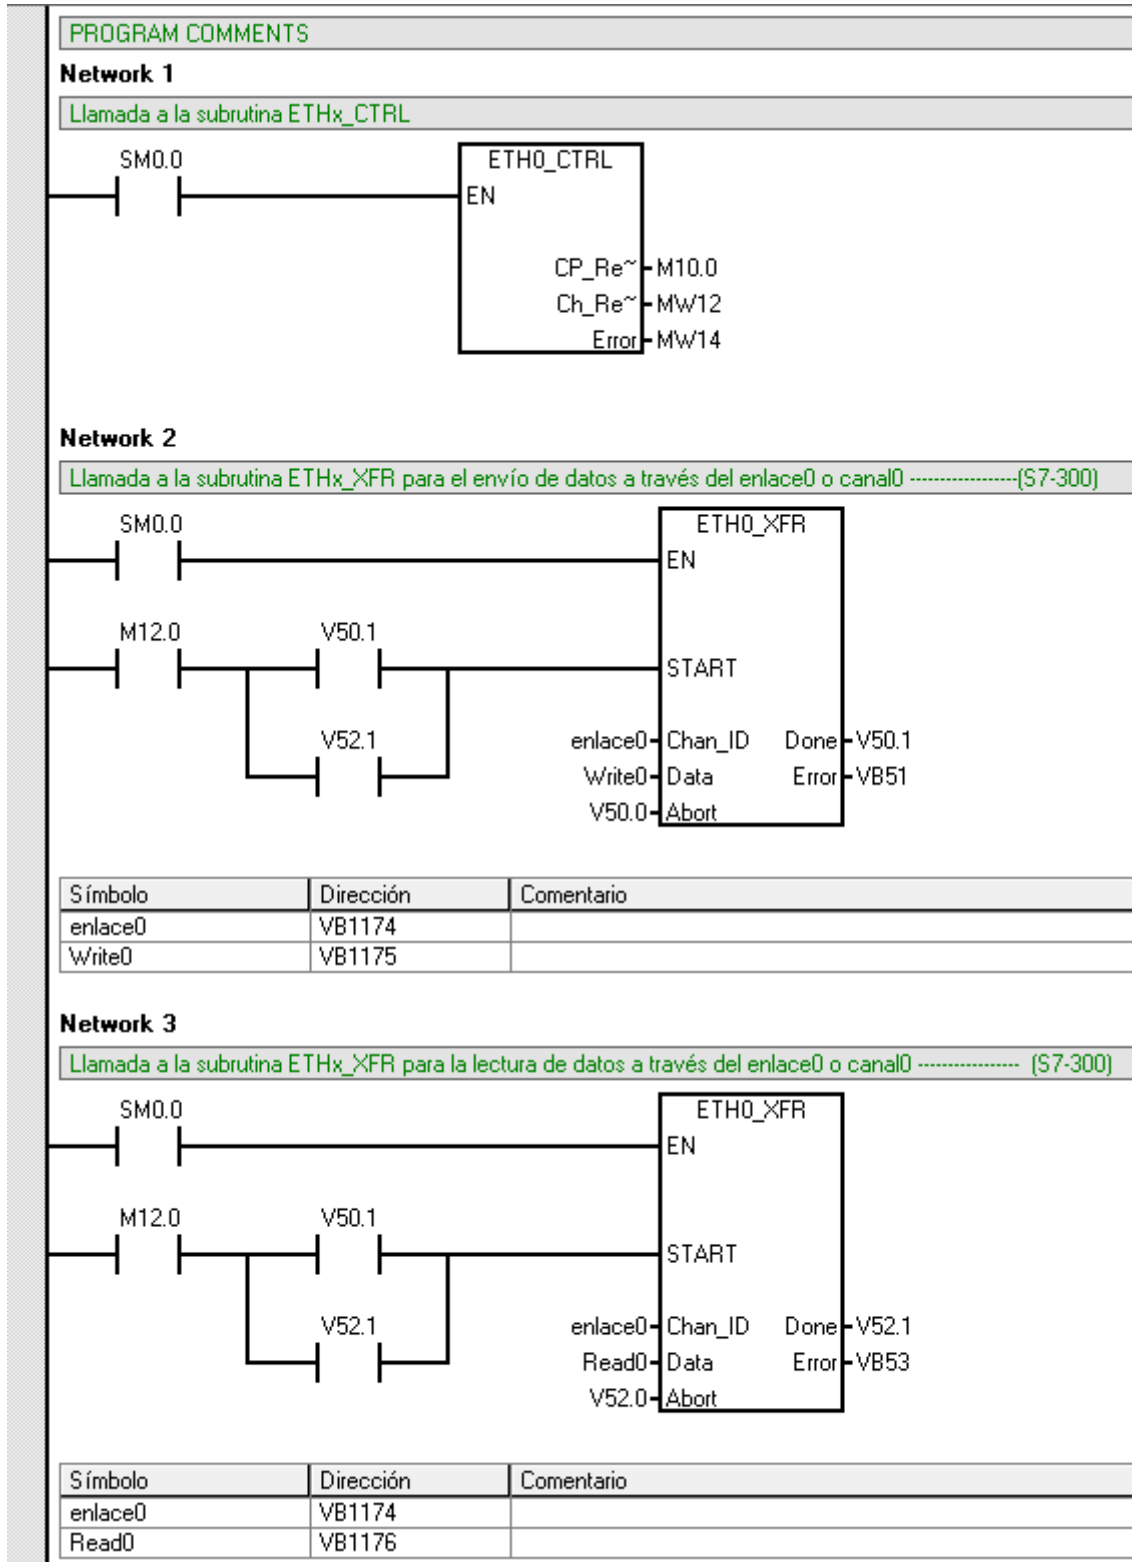 PROGRAM COMMENTS
Network 1
Llamada a la subrutina ETHx_CTRL
SM0.0
ETH0_CTRL
EN
CP_Re~ M10.0
Ch_Re~ MW12
Error MW14
Network 2
Llamada a la subrutina ETHx_XFR para el envío de datos a través del enlace0 o canal0 ------------------(S7-300)
SM0.0
ETH0_XFR
EN
M12.0 V50.1
START
V52.1
enlace0 Chan_ID Done V50.1
Write0 Data Error VB51
V50.0 Abort
Símbolo Dirección Comentario
enlace0 VB1174
Write0 VB1175
Network 3
Llamada a la subrutina ETHx_XFR para la lectura de datos a través del enlace0 o canal0 ----------------- (S7-300)
SM0.0
ETH0_XFR
EN
M12.0 V50.1
START
V52.1
enlace0 Chan_ID Done V52.1
Read0 Data Error VB53
V52.0 Abort
Símbolo Dirección Comentario
enlace0 VB1174
Read0 VB1176